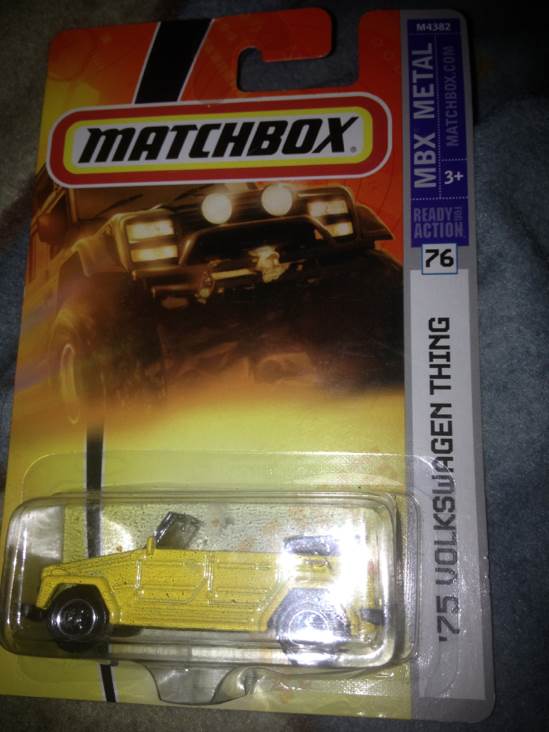 M4382
MATCHBOX®
MBX METAL
MATCHBOX.COM
3+
READY FOR
ACTION
76
'75 VOLKSWAGEN THING